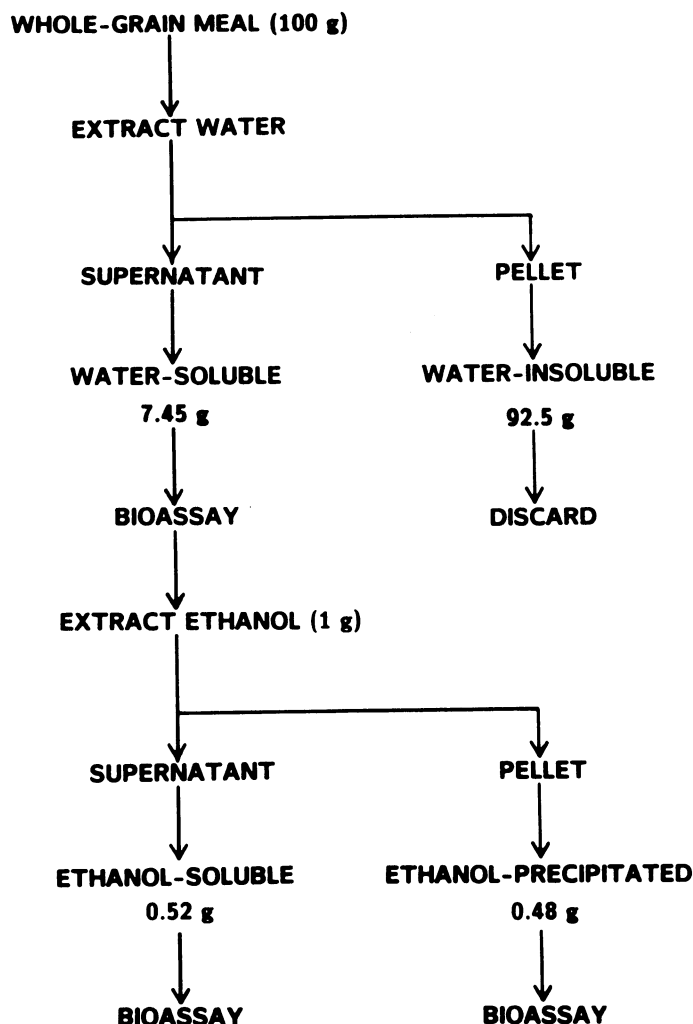 WHOLE-GRAIN MEAL (100 g)
EXTRACT WATER
SUPERNATANT
PELLET
WATER-SOLUBLE
7.45 g
WATER-INSOLUBLE
92.5 g
BIOASSAY
DISCARD
EXTRACT ETHANOL (1 g)
SUPERNATANT
PELLET
ETHANOL-SOLUBLE
0.52 g
ETHANOL-PRECIPITATED
0.48 g
BIOASSAY
BIOASSAY